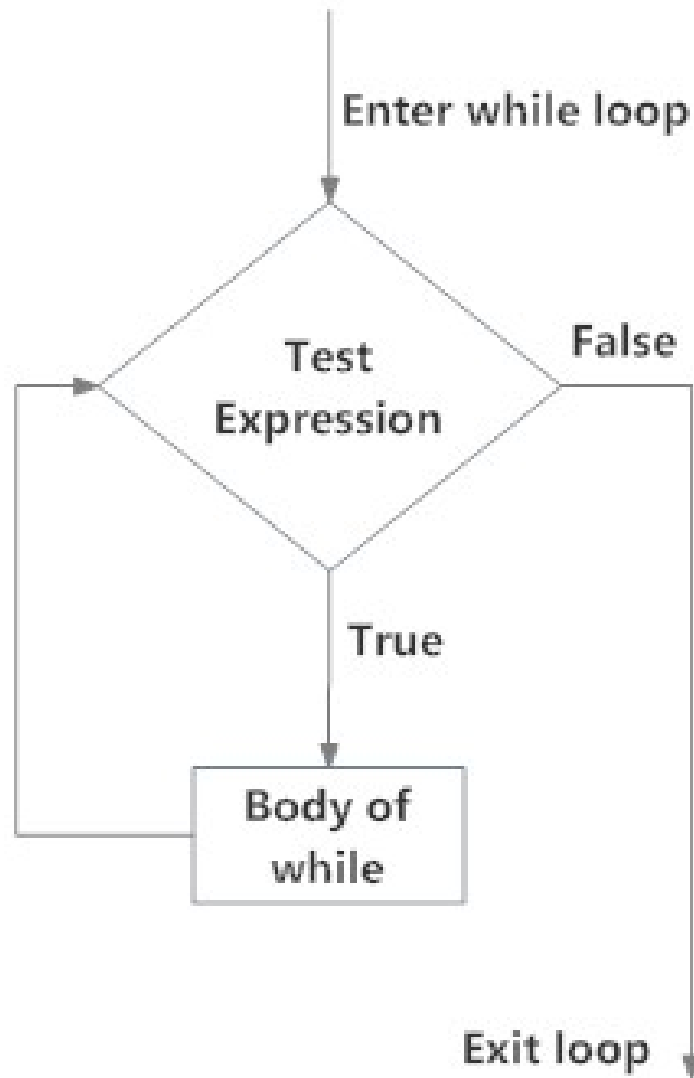 Enter while loop
Test
Expression
False
True
Body of
while
Exit loop